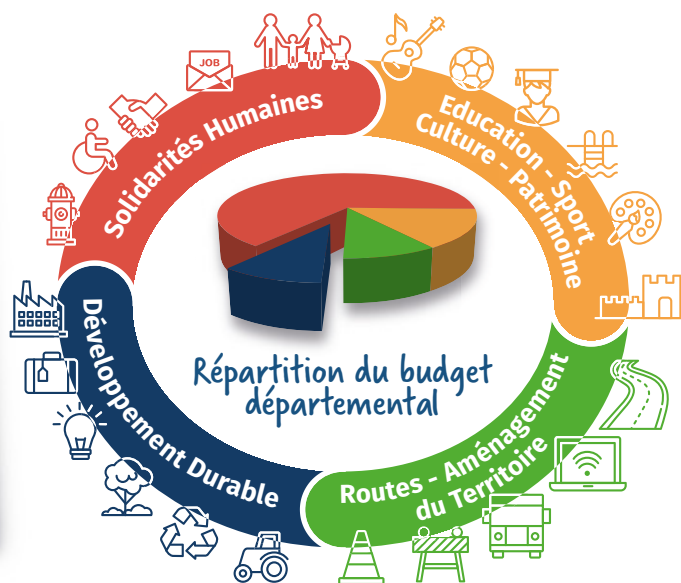 JOB
Solidarités Humaines
Education - Sport
Culture - Patrimoine
Développement Durable
Routes - Aménagement
du Territoire
Répartition du budget
départemental